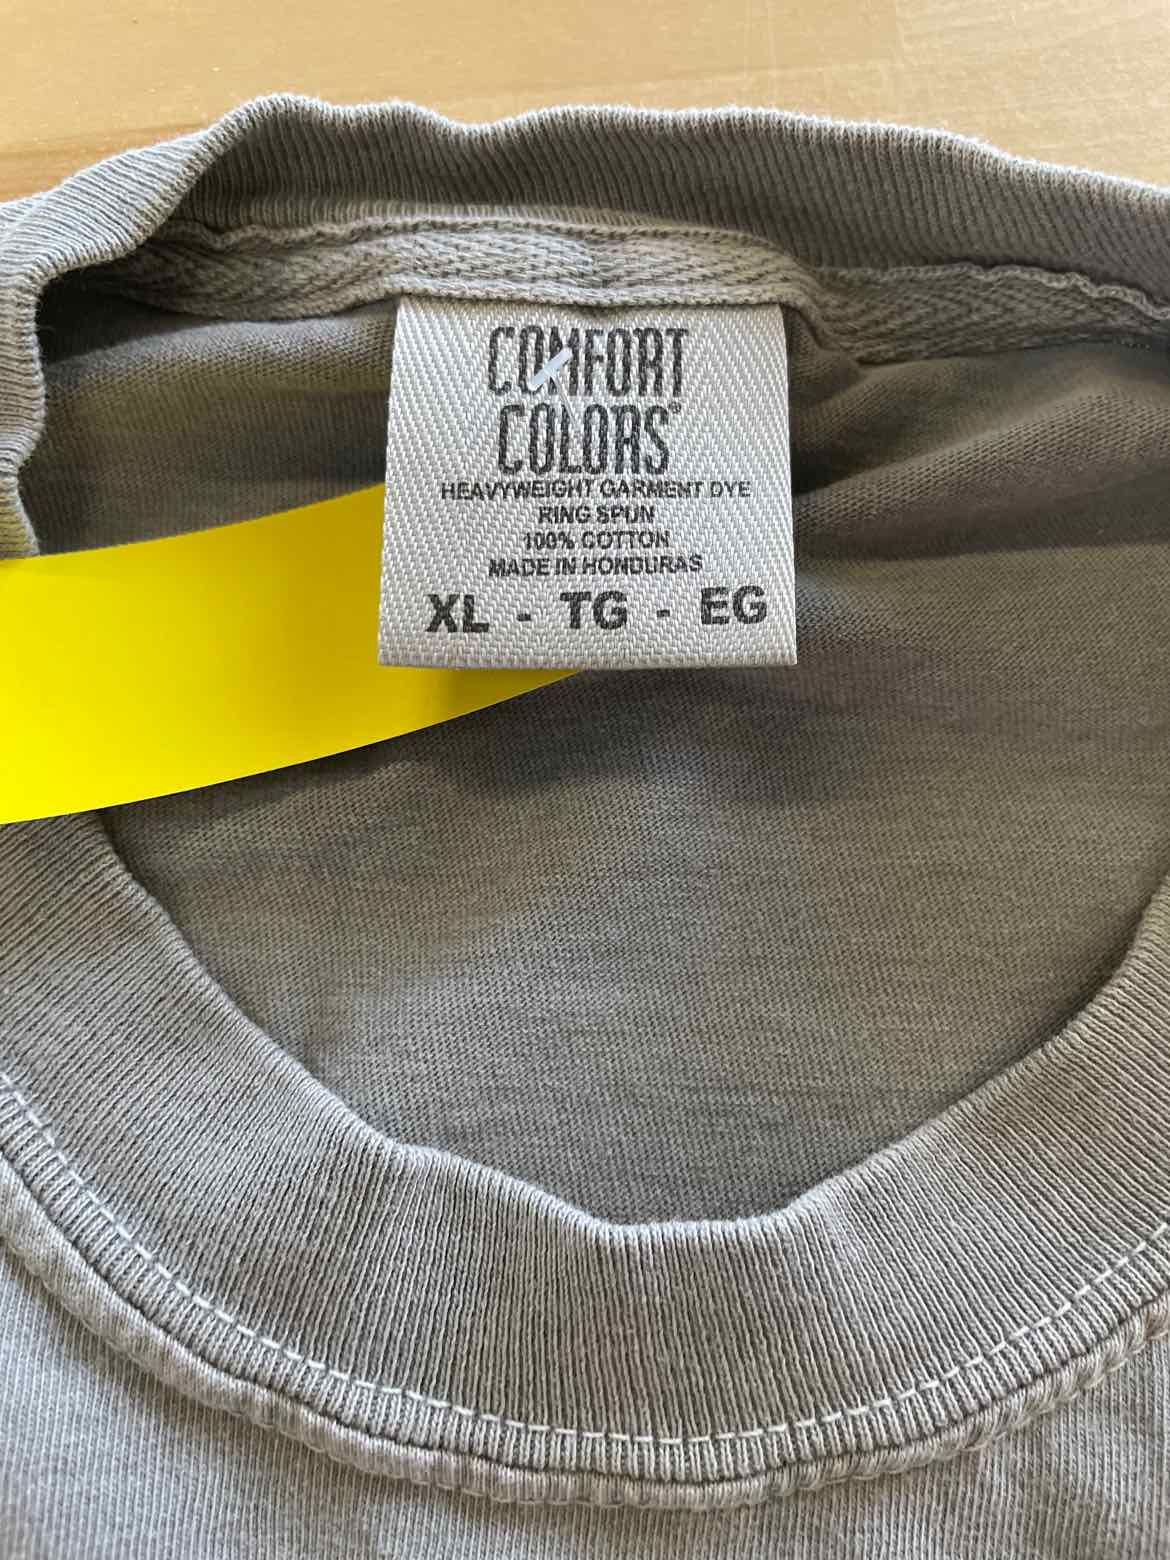 COMFORT
COLORS®
HEAVYWEIGHT GARMENT DYE
RING SPUN
100% COTTON
MADE IN HONDURAS
XL - TG - EG